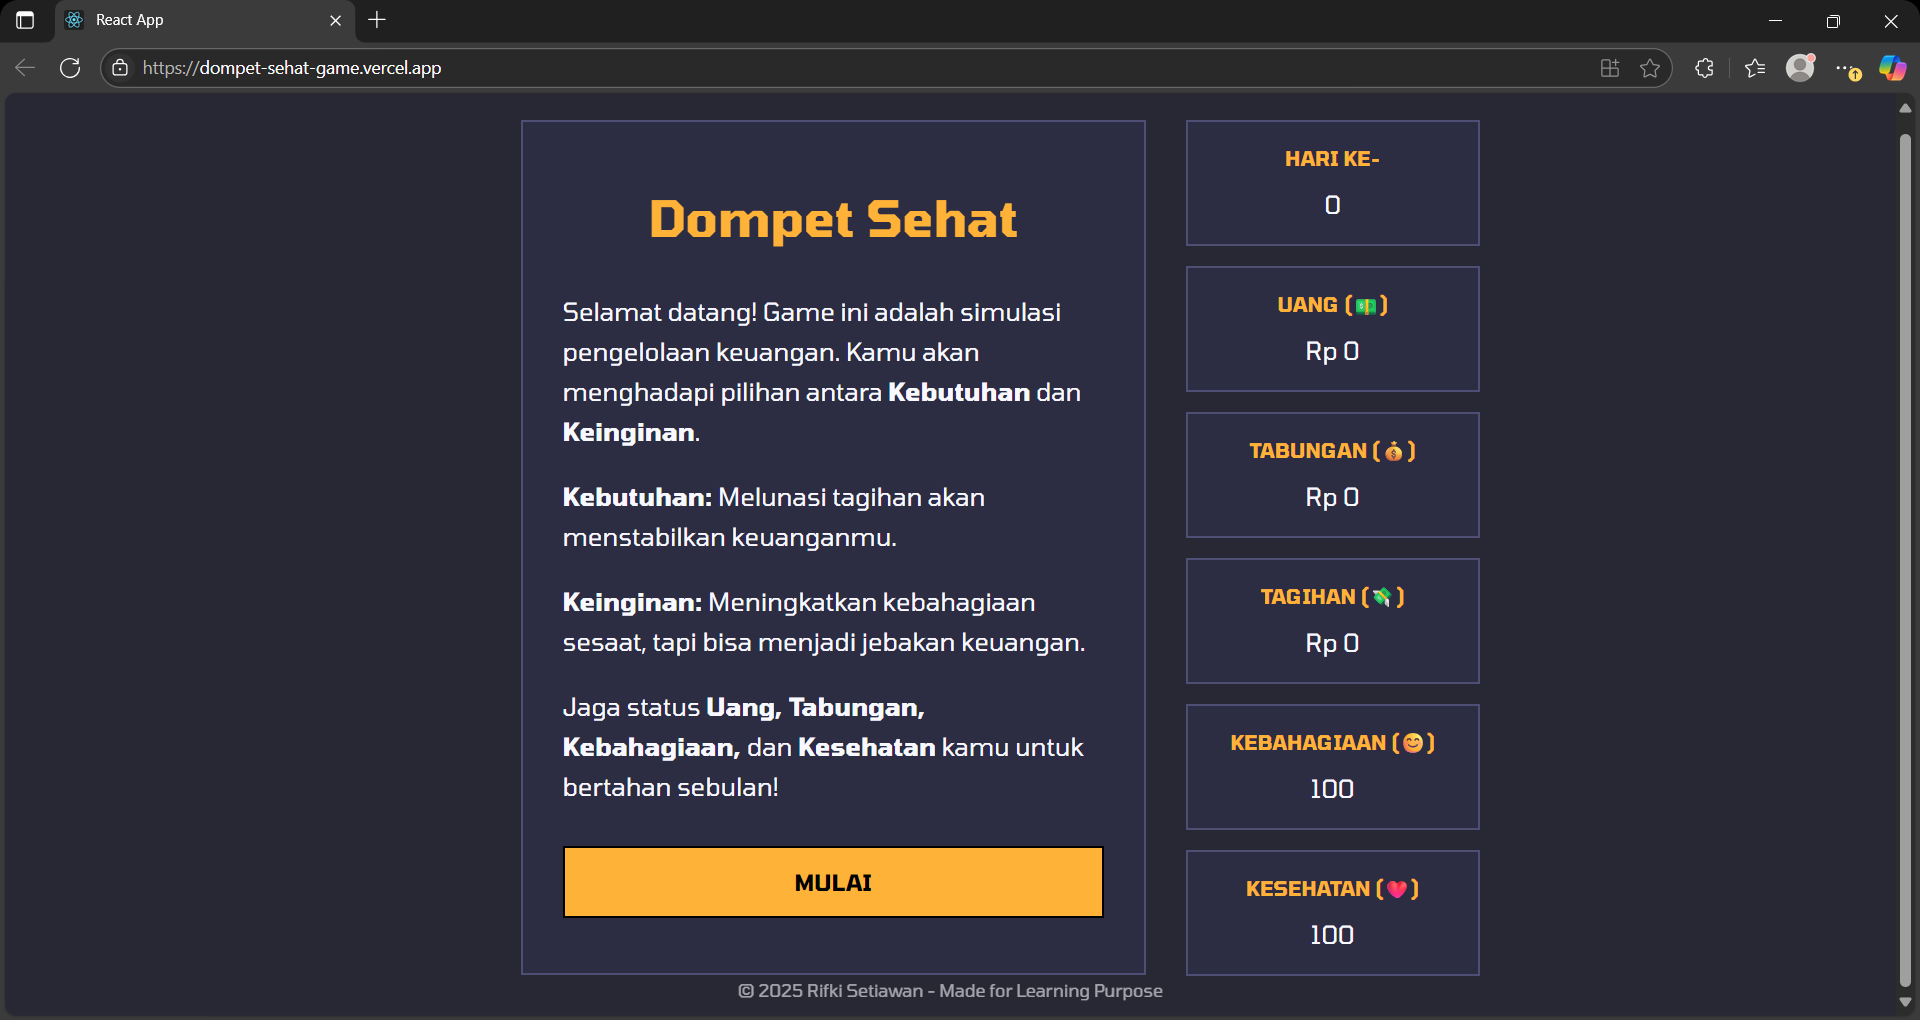 React App
https://dompet-sehat-game.vercel.app
Dompet Sehat
Selamat datang! Game ini adalah simulasi
pengelolaan keuangan. Kamu akan
menghadapi pilihan antara Kebutuhan dan
Keinginan.
Kebutuhan: Melunasi tagihan akan
menstabilkan keuanganmu.
Keinginan: Meningkatkan kebahagiaan
sesaat, tapi bisa menjadi jebakan keuangan.
Jaga status Uang, Tabungan,
Kebahagiaan, dan Kesehatan kamu untuk
bertahan sebulan!
MULAI
HARI KE-
0
UANG (💵)
Rp 0
TABUNGAN (💰)
Rp 0
TAGIHAN (💸)
Rp 0
KEBAHAGIAAN (😊)
100
KESEHATAN (❤️)
100
© 2025 Rifki Setiawan - Made for Learning Purpose